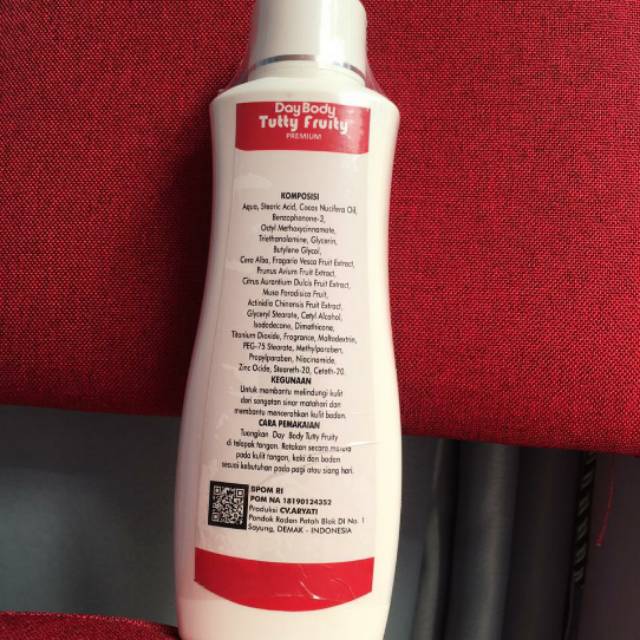 Day Body
Tutty Fruity
PREMIUM
KOMPOSISI
Aqua, Stearic Acid, Cocos Nucifera Oil,
Benzophenone-3,
Octyl Methoxycinnamate,
Triethanolamine, Glycerin,
Butylene Glycol,
Cera Alba, Fragaria Vesca Fruit Extract,
Prunus Avium Fruit Extract,
Citrus Aurantium Dulcis Fruit Extract,
Musa Paradisica Fruit,
Actinidia Chinensis Fruit Extract,
Glyceryl Stearate, Cetyl Alcohol,
Isododecane, Dimethicone,
Titanium Dioxide, Fragrance, Maltodextrin,
PEG-75 Stearate, Methylparaben,
Propylparaben, Niacinamide,
Zinc Oxide, Steareth-20, Ceteth-20.
KEGUNAAN
Untuk membantu melindungi kulit
dari sangatan sinar matahari dan
membantu mencerahkan kulit badan.
CARA PEMAKAIAN
Tuangkan Day Body Tutty Fruity
di telapak tangan. Ratakan secara merata
pada kulit tangan, kaki dan badan
sesuai kebutuhan pada pagi atau siang hari.
BPOM RI
POM NA 18190124352
Produksi CV.ARYATI
Pondok Raden Patah Blok DI No. 1
Sayung, DEMAK - INDONESIA